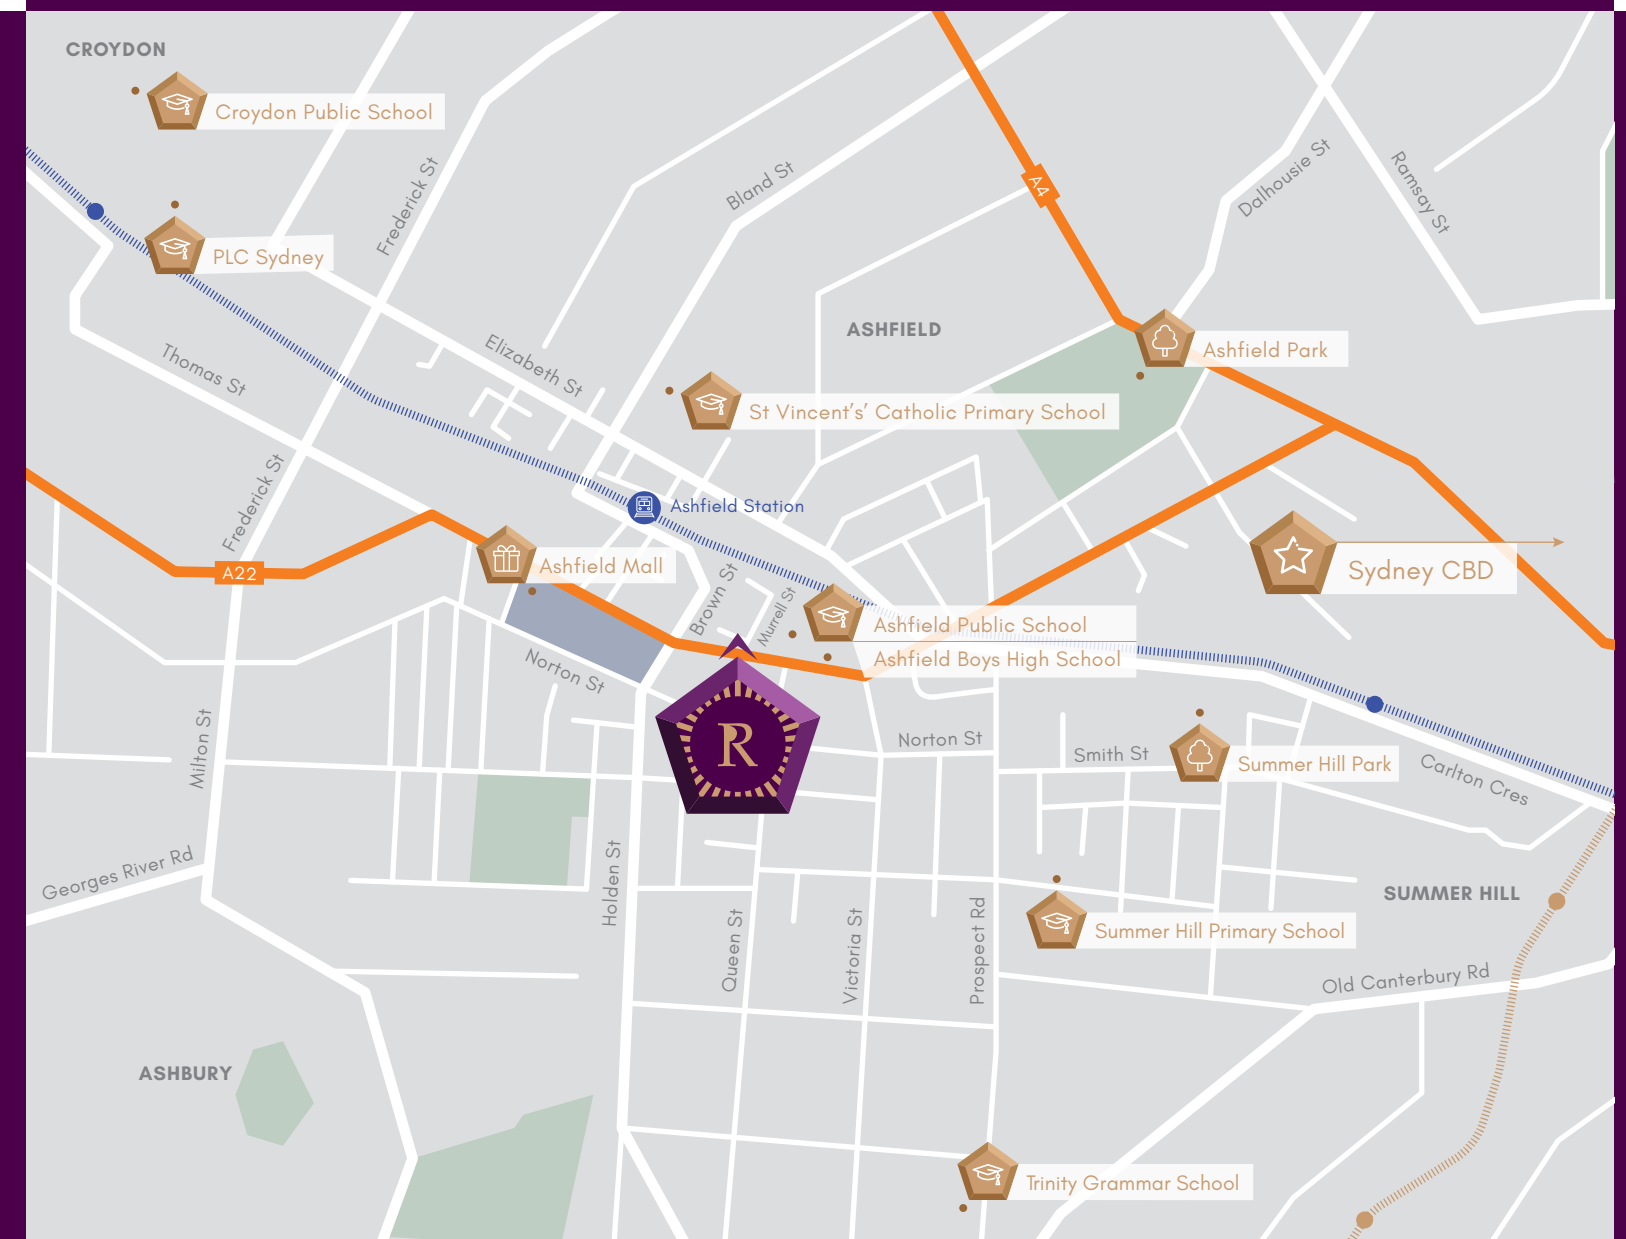 CROYDON
Croydon Public School
PLC Sydney
Frederick St
Bland St
A4
Dalhousie St
Ramsay St
ASHFIELD
Ashfield Park
Elizabeth St
Thomas St
St Vincent’s’ Catholic Primary School
Frederick St
Ashfield Station
A22
Ashfield Mall
Brown St
Murrell St
Sydney CBD
Ashfield Public School
Ashfield Boys High School
Norton St
R
Milton St
Norton St
Smith St
Summer Hill Park
Carlton Cres
Georges River Rd
Holden St
Queen St
Victoria St
Prospect Rd
SUMMER HILL
Summer Hill Primary School
Old Canterbury Rd
ASHBURY
Trinity Grammar School